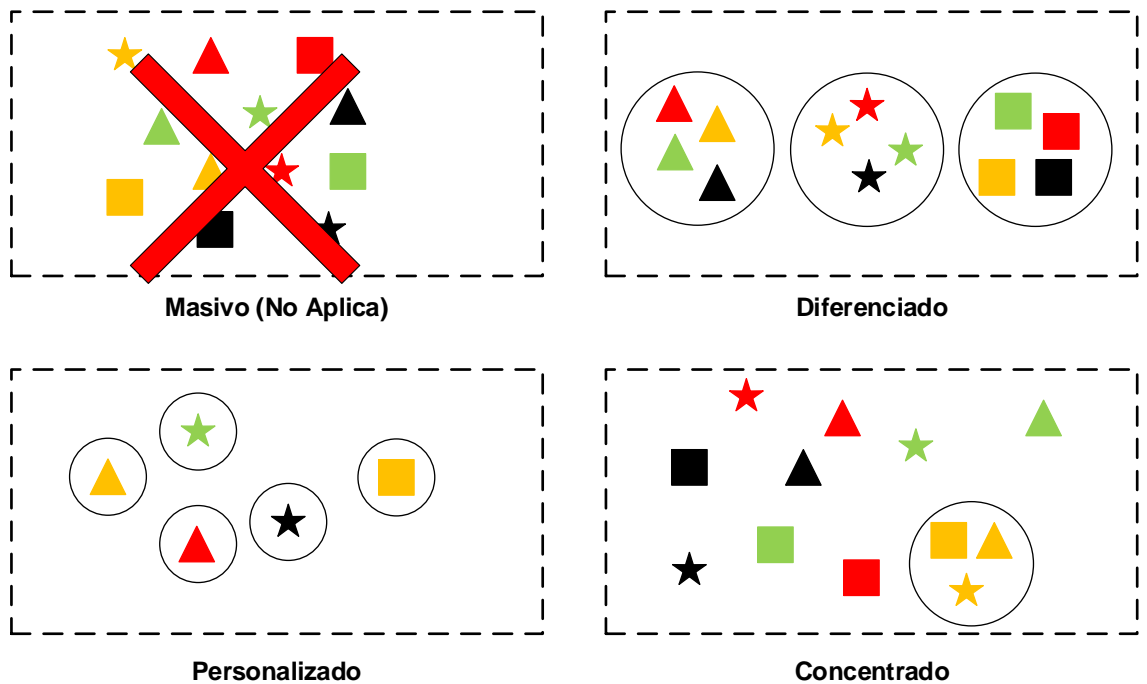 Masivo (No Aplica)
Diferenciado
Personalizado
Concentrado